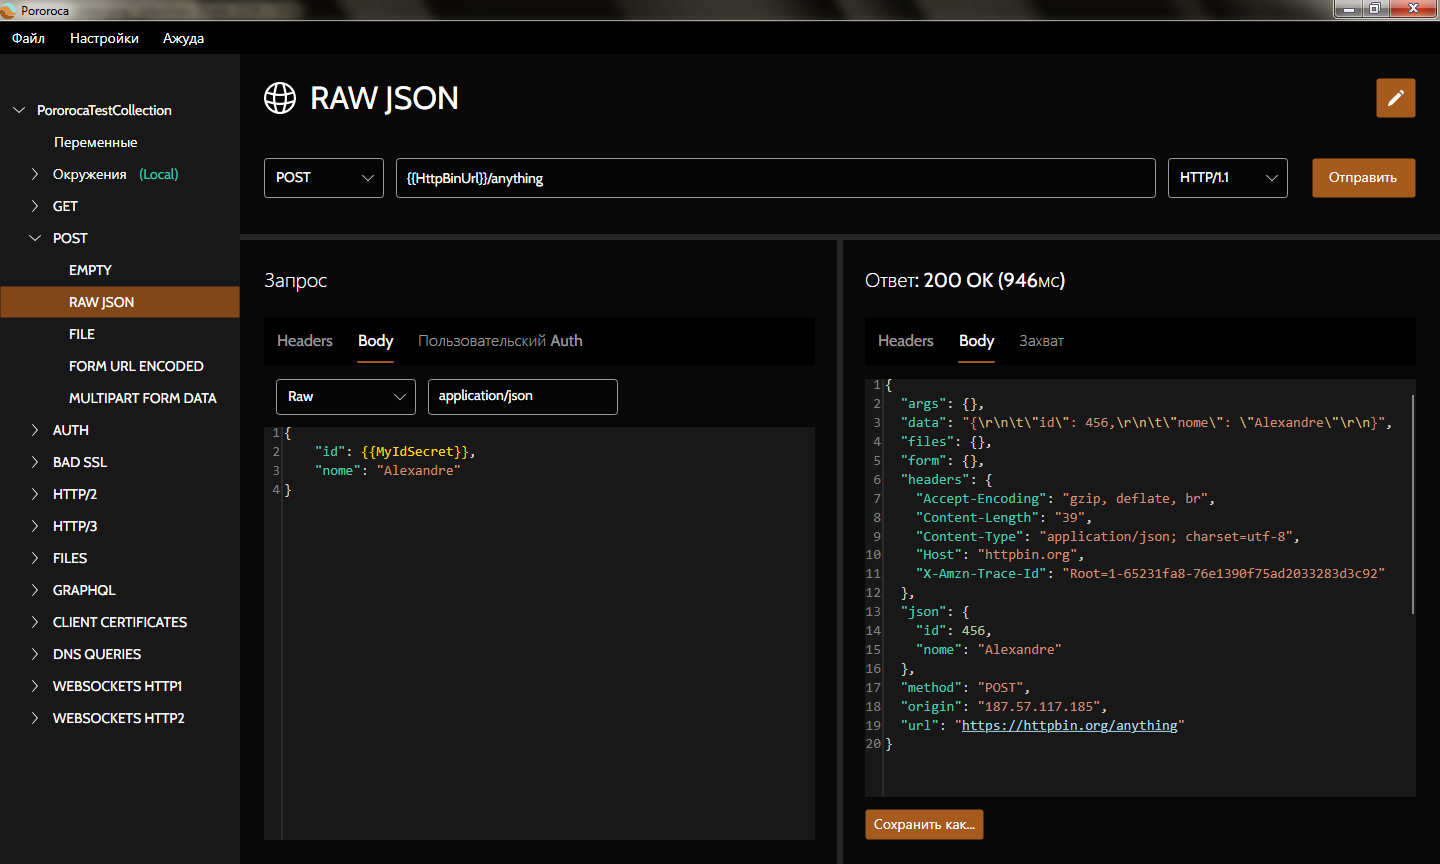 Pororoca
Файл Настройки Ажуда
PororocaTestCollection
Переменные
Окружения (Local)
GET
POST
EMPTY
RAW JSON
FILE
FORM URL ENCODED
MULTIPART FORM DATA
AUTH
BAD SSL
HTTP/2
HTTP/3
FILES
GRAPHQL
CLIENT CERTIFICATES
DNS QUERIES
WEBSOCKETS HTTP1
WEBSOCKETS HTTP2
RAW JSON
POST {{HttpBinUrl}}/anything HTTP/1.1 Отправить
Запрос
Headers Body Пользовательский Auth
Raw application/json
1 {
2 "id": {{MyIdSecret}},
3 "nome": "Alexandre"
4 }
Ответ: 200 OK (946мс)
Headers Body Захват
1 {
2 "args": {},
3 "data": "{\r\n\t\"id\": 456,\r\n\t\"nome\": \"Alexandre\"\r\n}",
4 "files": {},
5 "form": {},
6 "headers": {
7 "Accept-Encoding": "gzip, deflate, br",
8 "Content-Length": "39",
9 "Content-Type": "application/json; charset=utf-8",
10 "Host": "httpbin.org",
11 "X-Amzn-Trace-Id": "Root=1-65231fa8-76e1390f75ad2033283d3c92"
12 },
13 "json": {
14 "id": 456,
15 "nome": "Alexandre"
16 },
17 "method": "POST",
18 "origin": "187.57.117.185",
19 "url": "https://httpbin.org/anything"
20 }
Сохранить как...